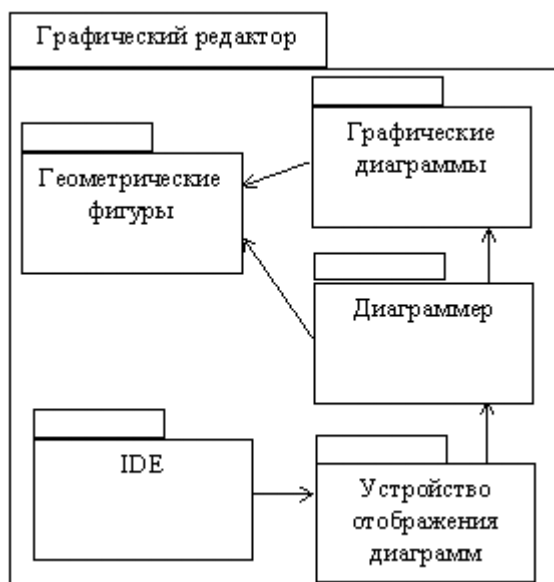 Графический редактор
Графические
диаграммы
Геометрические
фигуры
Диаграммер
IDE
Устройство
отображения
диаграмм